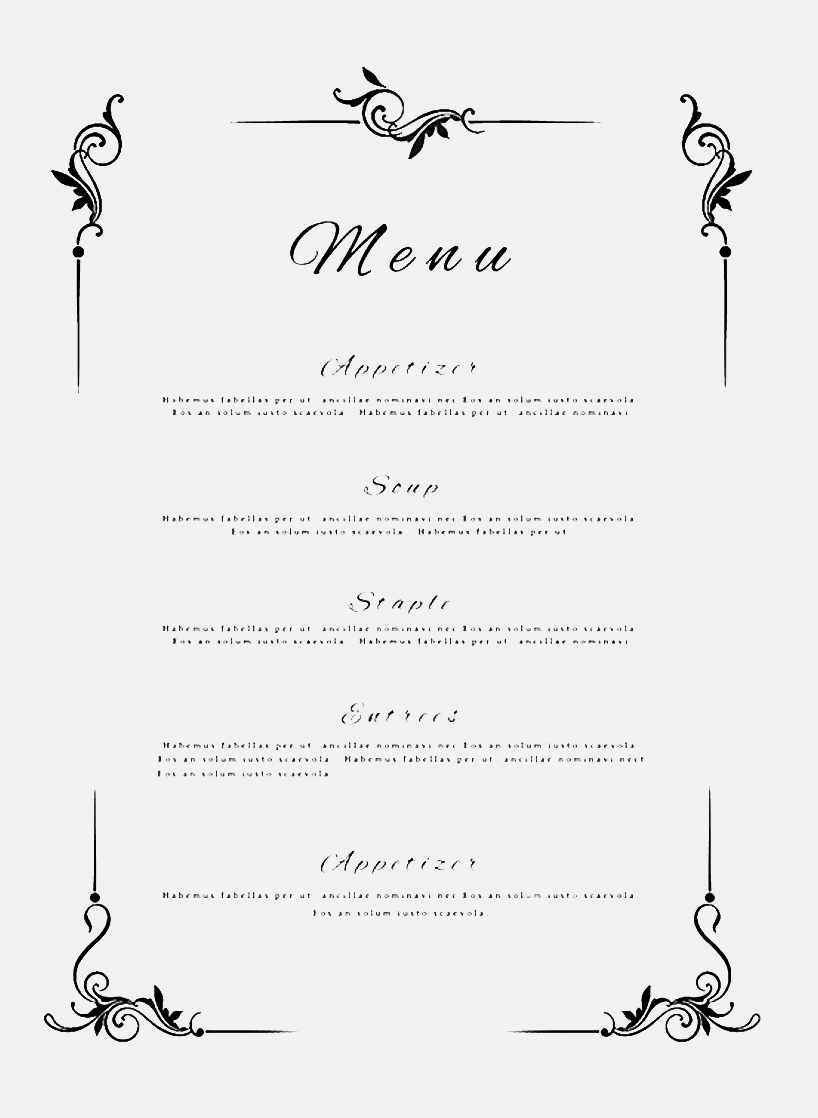 Menu
Appetizer
Habemus fabellas per ut, ancillae nominavi nec Eos an solum iusto scaevola.
Eos an solum iusto scaevola. Habemus fabellas per ut, ancillae nominavi
Soup
Habemus fabellas per ut, ancillae nominavi nec Eos an solum iusto scaevola.
Eos an solum iusto scaevola. Habemus fabellas per ut
Staple
Habemus fabellas per ut, ancillae nominavi nec Eos an solum iusto scaevola.
Eos an solum iusto scaevola. Habemus fabellas per ut, ancillae nominavi
Entrees
Habemus fabellas per ut, ancillae nominavi nec Eos an solum iusto scaevola.
Eos an solum iusto scaevola. Habemus fabellas per ut, ancillae nominavi nect
Eos an solum iusto scaevola.
Appetizer
Habemus fabellas per ut, ancillae nominavi nec Eos an solum iusto scaevola.
Eos an solum iusto scaevola.